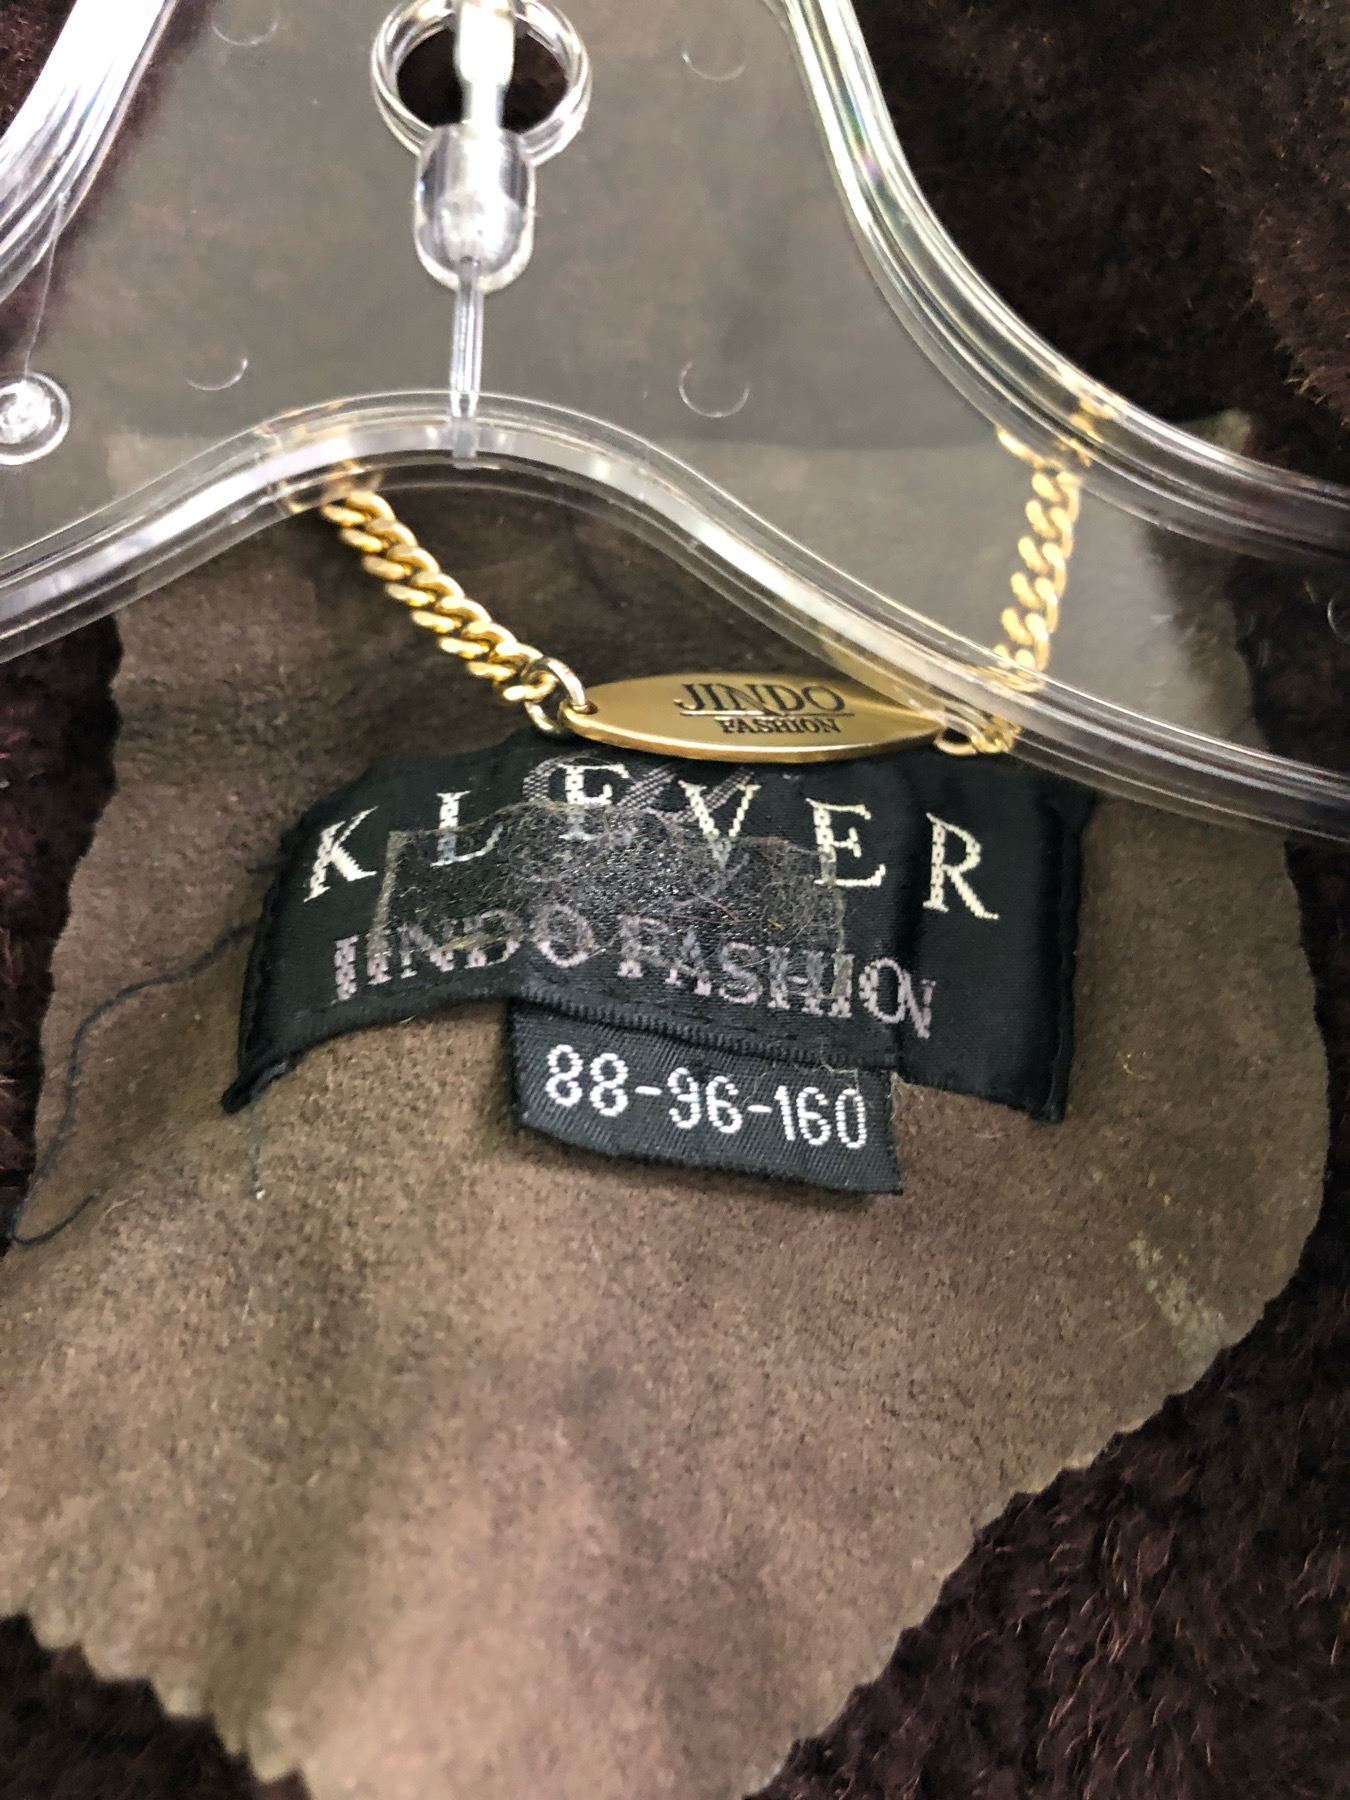 JINDO
FASHION
KLEVER
JINDO FASHION
88-96-160